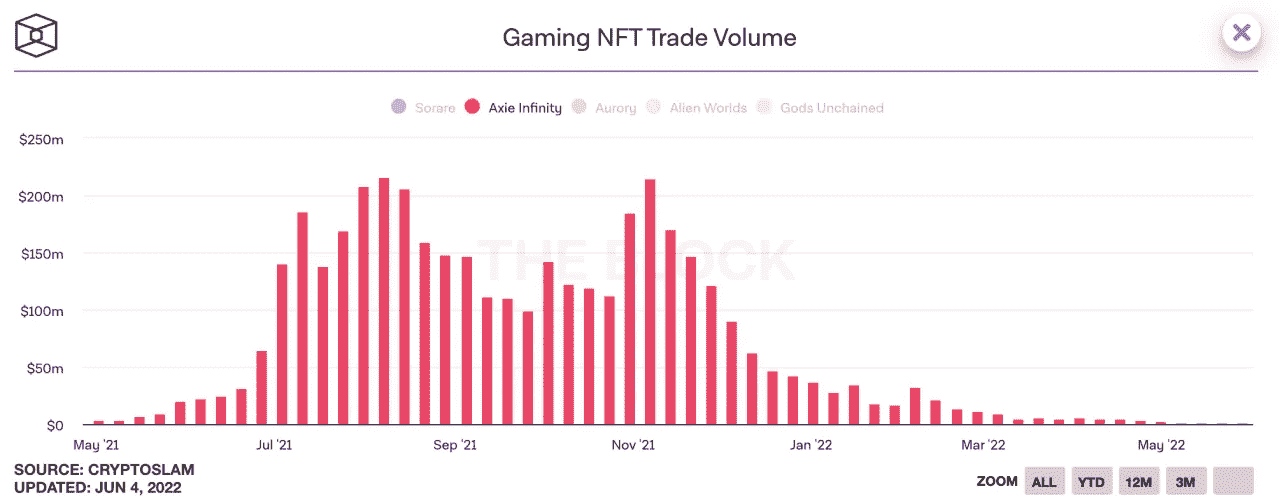 Gaming NFT Trade Volume
Sorare Axie Infinity Aurory Alien Worlds Gods Unchained
$250m
$200m
$150m
THE BLOCK
$100m
$50m
$0
May '21 Jul '21 Sep '21 Nov '21 Jan '22 Mar '22 May '22
SOURCE: CRYPTOSLAM
UPDATED: JUN 4, 2022
ZOOM ALL YTD 12M 3M